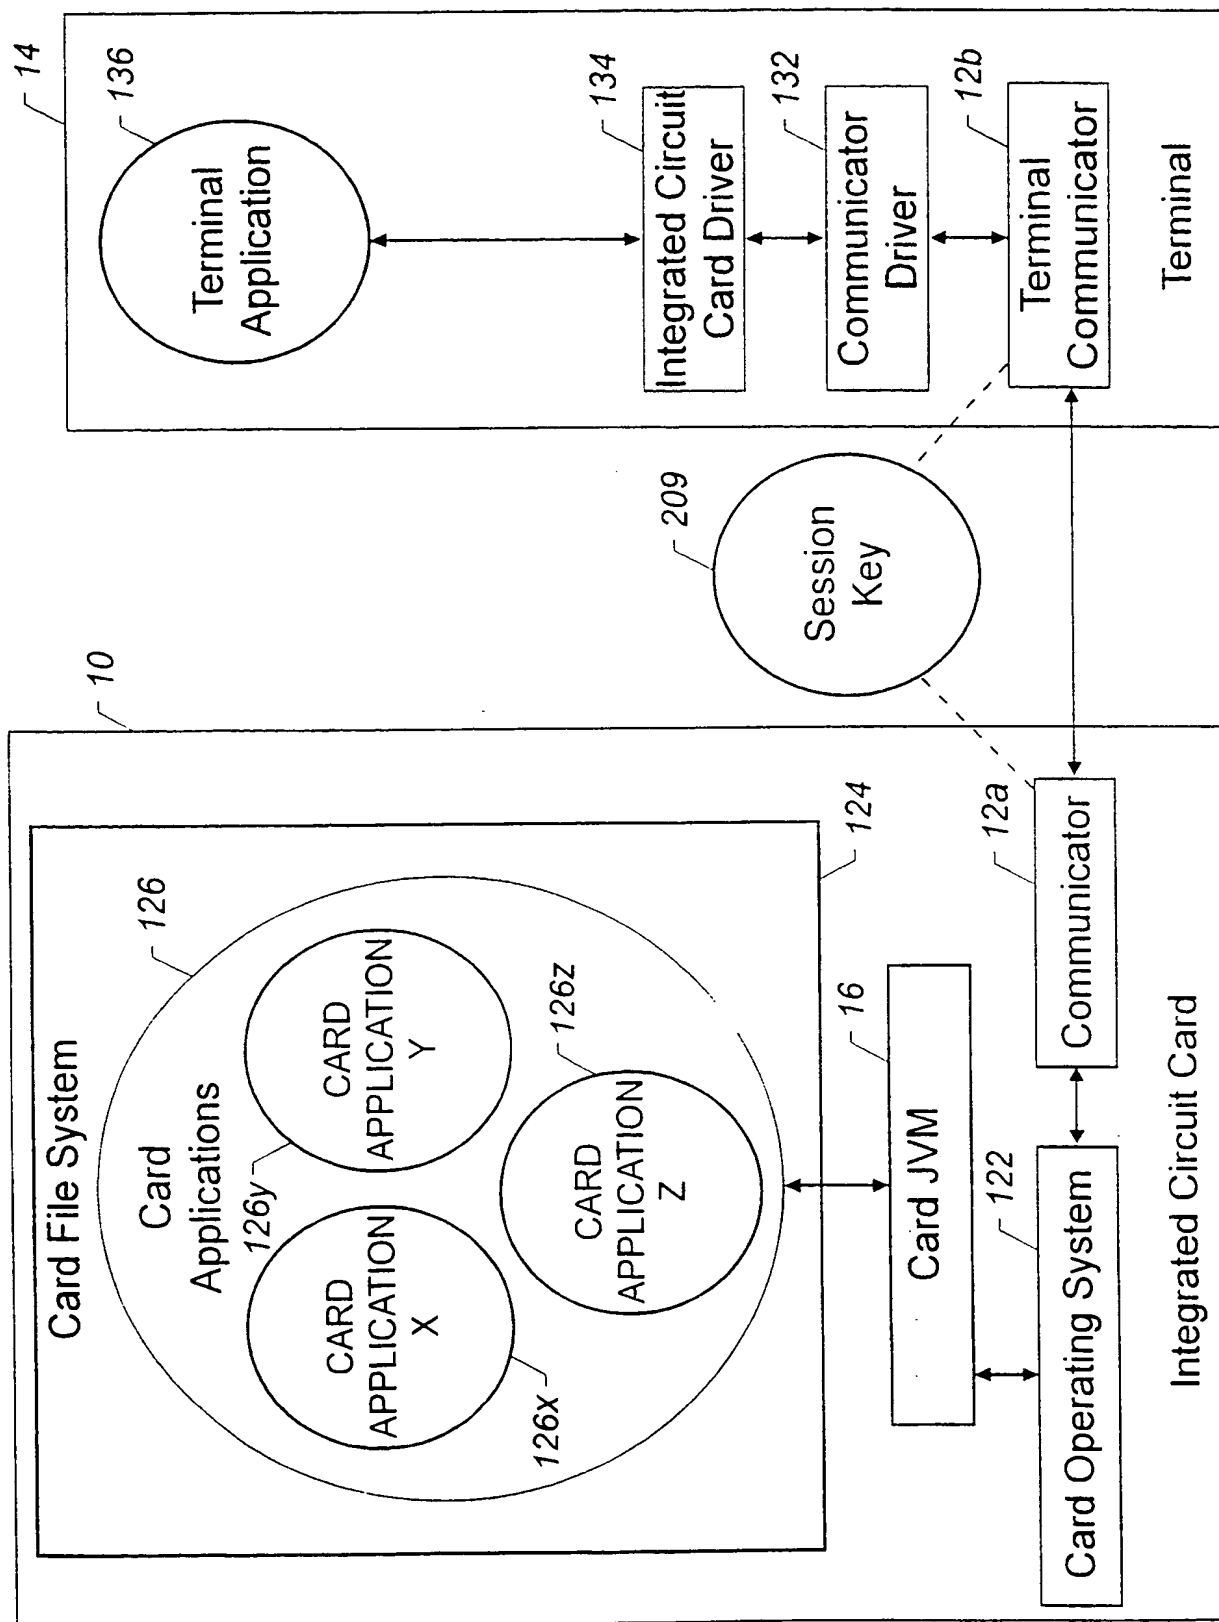 10
Card File System
126
Card
Applications
126y
CARD
APPLICATION
X
126x
CARD
APPLICATION
Y
CARD
APPLICATION
Z
126z
124
Card JVM
16
Card Operating System
122
Communicator
12a
Integrated Circuit Card
Session
Key
209
14
Terminal
Application
136
Integrated Circuit
Card Driver
134
Communicator
Driver
132
Terminal
Communicator
12b
Terminal